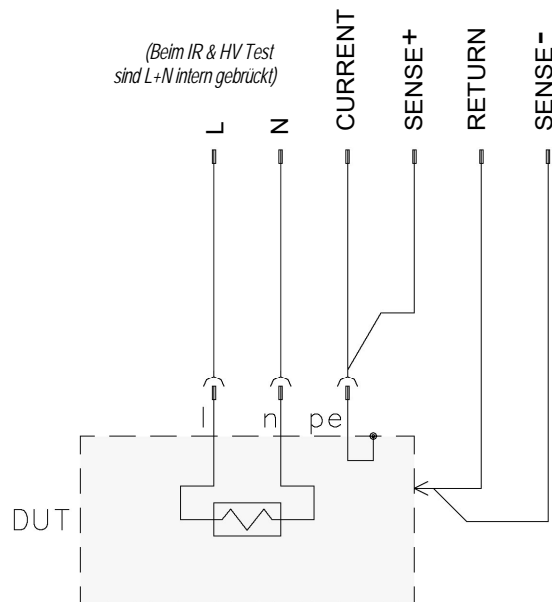 (Beim IR & HV Test
sind L+N intern gebrückt)
L
N
CURRENT
SENSE+
RETURN
SENSE-
l
n
pe
DUT